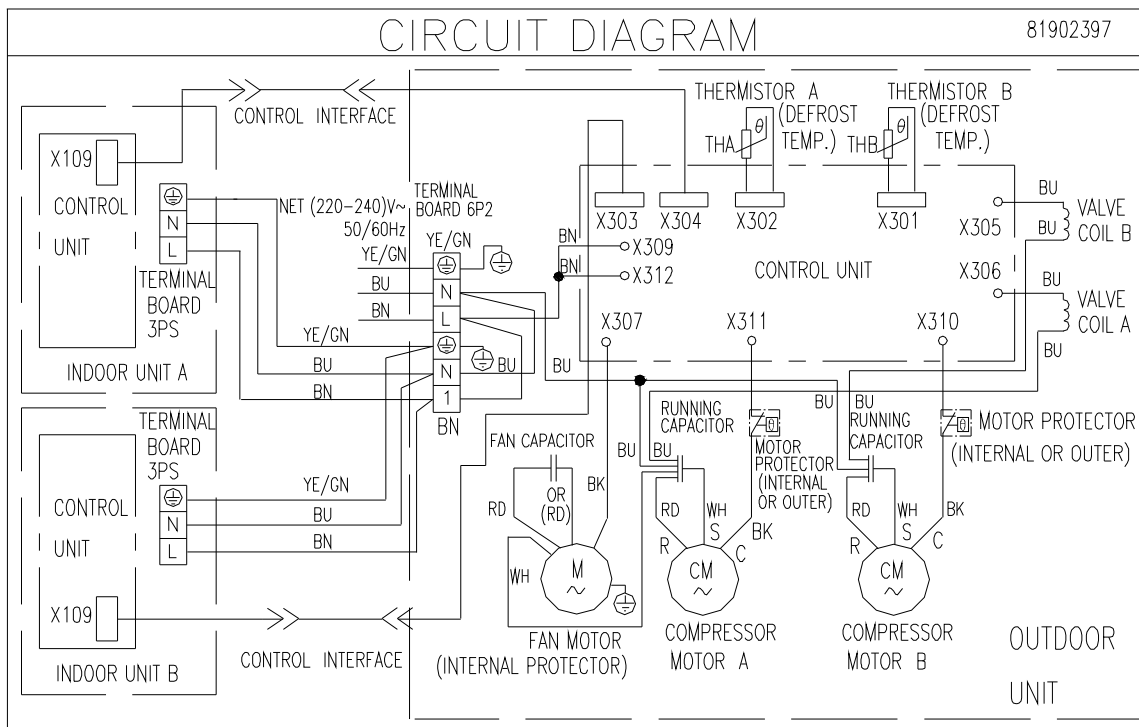 CIRCUIT DIAGRAM
81902397
CONTROL INTERFACE
X109
CONTROL
UNIT
N
L
TERMINAL
BOARD
3PS
INDOOR UNIT A
NET (220-240)V~
50/60Hz
TERMINAL
BOARD 6P2
YE/GN
YE/GN
BU
BN
YE/GN
BU
BN
N
L
N
1
BN
BU
BU
BN
BN
THERMISTOR A
(DEFROST
TEMP.)
THA
θ
THERMISTOR B
(DEFROST
TEMP.)
THB
θ
X303
X304
X302
X301
X309
X312
CONTROL UNIT
X305
X306
X307
X311
X310
BU
BU
VALVE
COIL B
BU
VALVE
COIL A
BU
TERMINAL
BOARD
3PS
CONTROL
UNIT
N
L
YE/GN
BU
BN
X109
INDOOR UNIT B
CONTROL INTERFACE
FAN CAPACITOR
RD
OR
(RD)
BK
WH
M
~
FAN MOTOR
(INTERNAL PROTECTOR)
RUNNING
CAPACITOR
BU
BU
RD
WH
R
S
C
BK
CM
~
COMPRESSOR
MOTOR A
θ
MOTOR
PROTECTOR
(INTERNAL
OR OUTER)
BU
BU
RUNNING
CAPACITOR
RD
WH
R
S
C
BK
CM
~
COMPRESSOR
MOTOR B
θ
MOTOR PROTECTOR
(INTERNAL OR OUTER)
OUTDOOR
UNIT